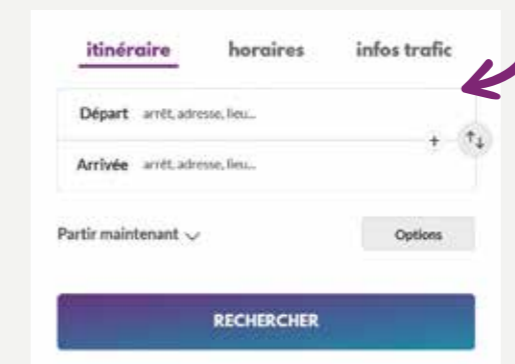 itinéraire horaires infos trafic
Départ arrêt, adresse, lieu...
+
Arrivée arrêt, adresse, lieu...
Partir maintenant Options
RECHERCHER